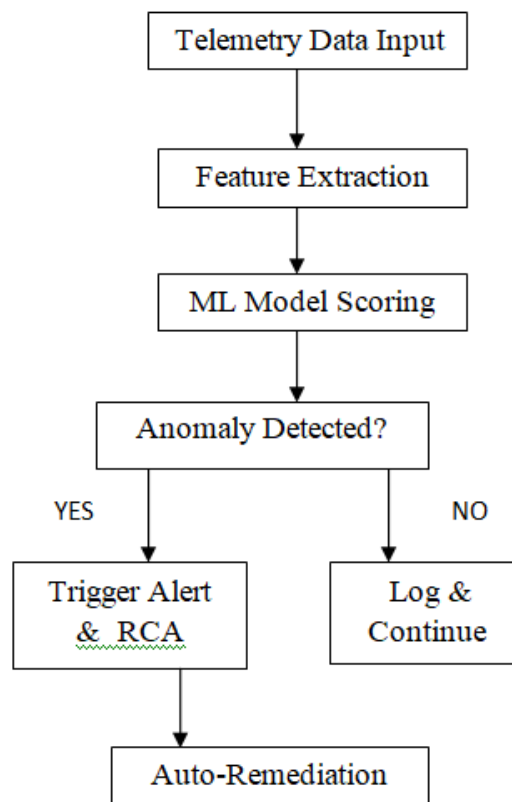 Telemetry Data Input
Feature Extraction
ML Model Scoring
Anomaly Detected?
YES
NO
Trigger Alert
& RCA
Log &
Continue
Auto-Remediation